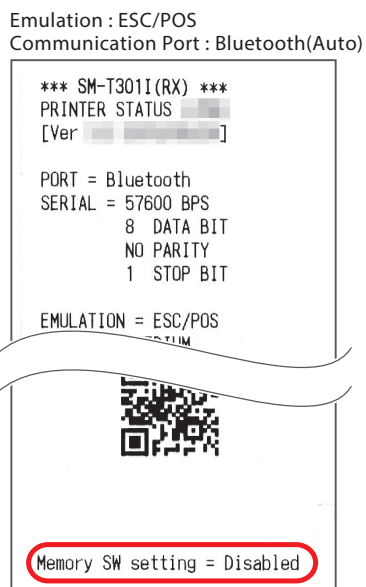 Emulation : ESC/POS
Communication Port : Bluetooth(Auto)
*** SM-T301I(RX) ***
PRINTER STATUS
[Ver ]
PORT = Bluetooth
SERIAL = 57600 BPS
8 DATA BIT
NO PARITY
1 STOP BIT
EMULATION = ESC/POS
Memory SW setting = Disabled